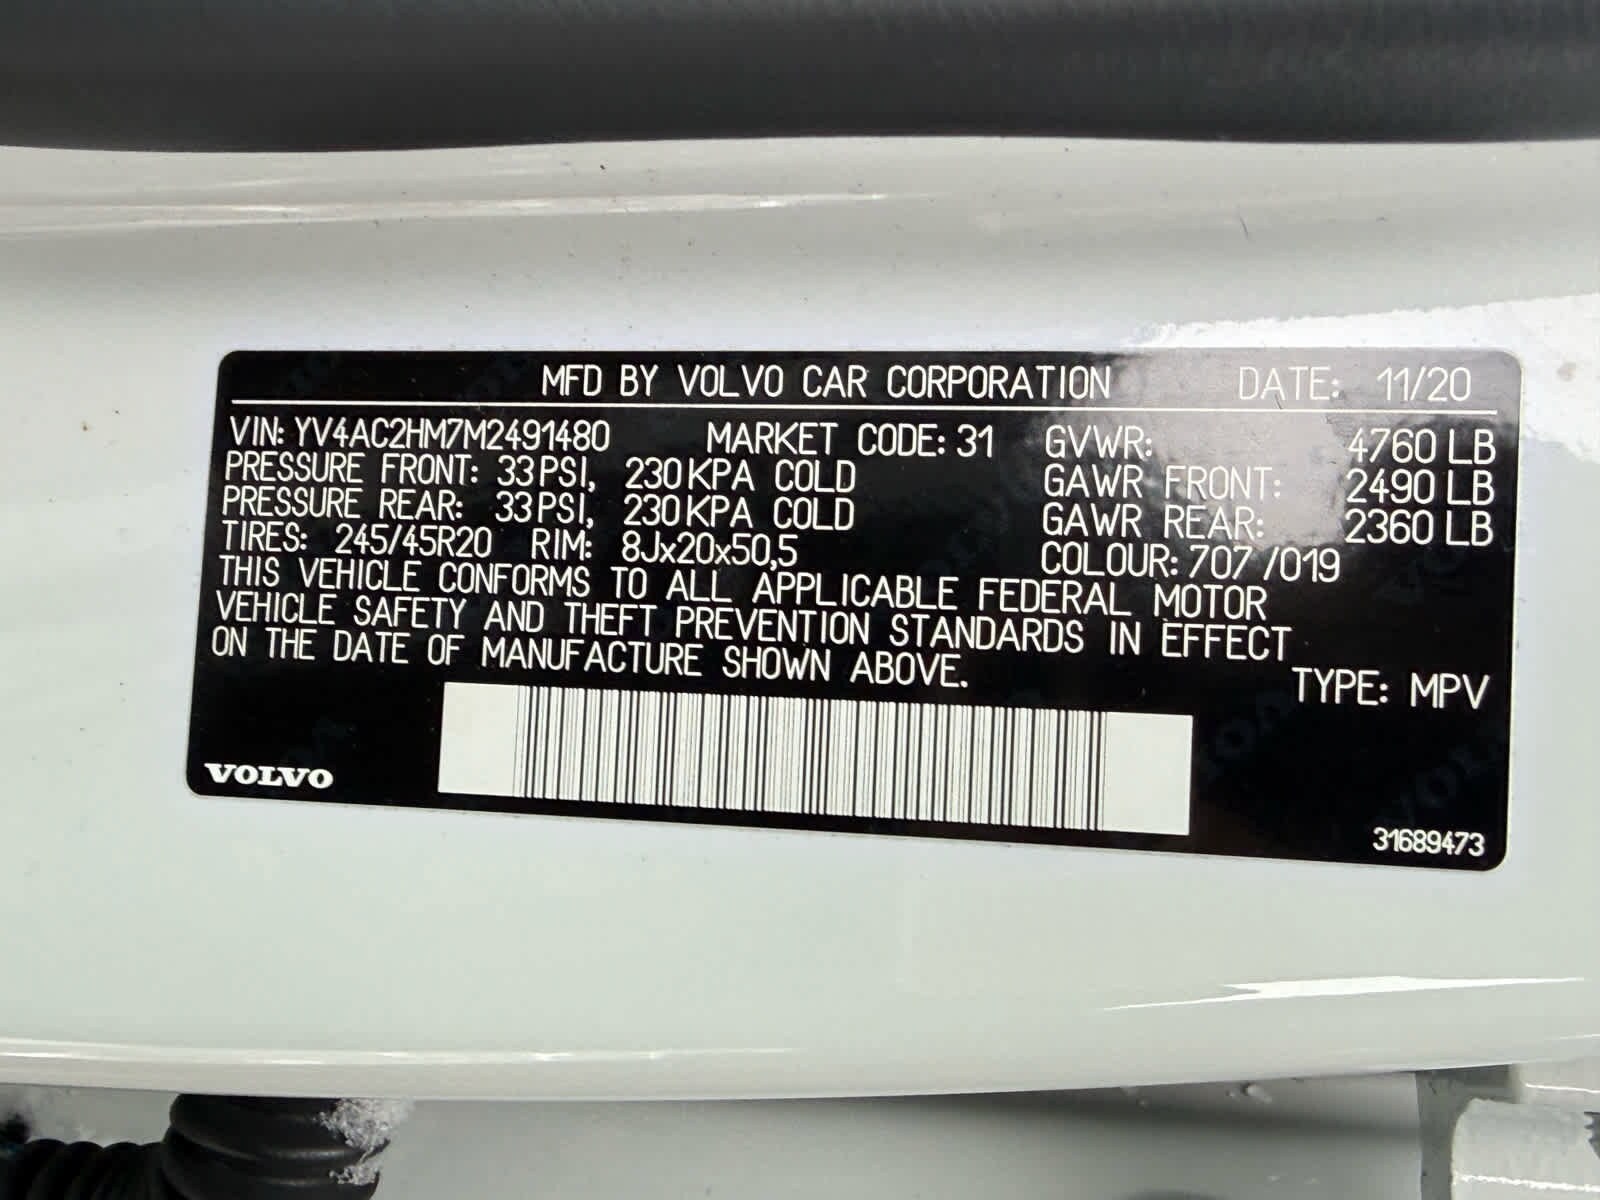 MFD BY VOLVO CAR CORPORATION DATE: 11/20
VIN: YV4AC2HM7M2491480 MARKET CODE: 31 GVWR: 4760 LB
PRESSURE FRONT: 33 PSI, 230 KPA COLD GAWR FRONT: 2490 LB
PRESSURE REAR: 33 PSI, 230 KPA COLD GAWR REAR: 2360 LB
TIRES: 245/45R20 RIM: 8Jx20x50,5 COLOUR: 707 /019
THIS VEHICLE CONFORMS TO ALL APPLICABLE FEDERAL MOTOR
VEHICLE SAFETY AND THEFT PREVENTION STANDARDS IN EFFECT
ON THE DATE OF MANUFACTURE SHOWN ABOVE.
TYPE: MPV
VOLVO
31689473